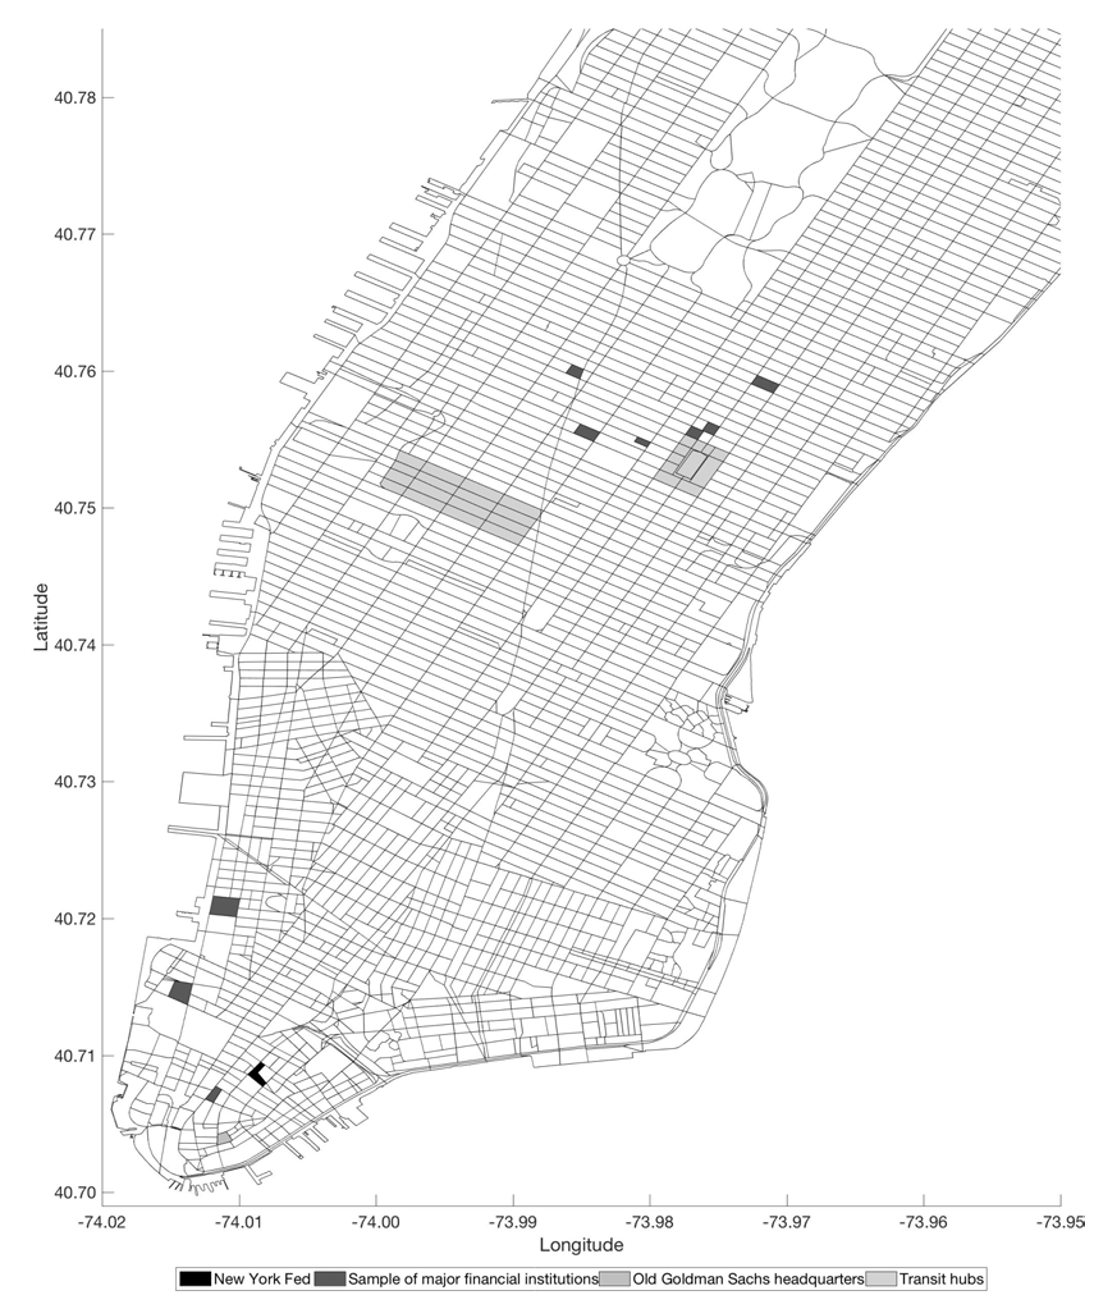 40.78
40.77
40.76
40.75
40.74
40.73
40.72
40.71
40.70
Latitude
-74.02 -74.01 -74.00 -73.99 -73.98 -73.97 -73.96 -73.95
Longitude
New York Fed Sample of major financial institutions Old Goldman Sachs headquarters Transit hubs